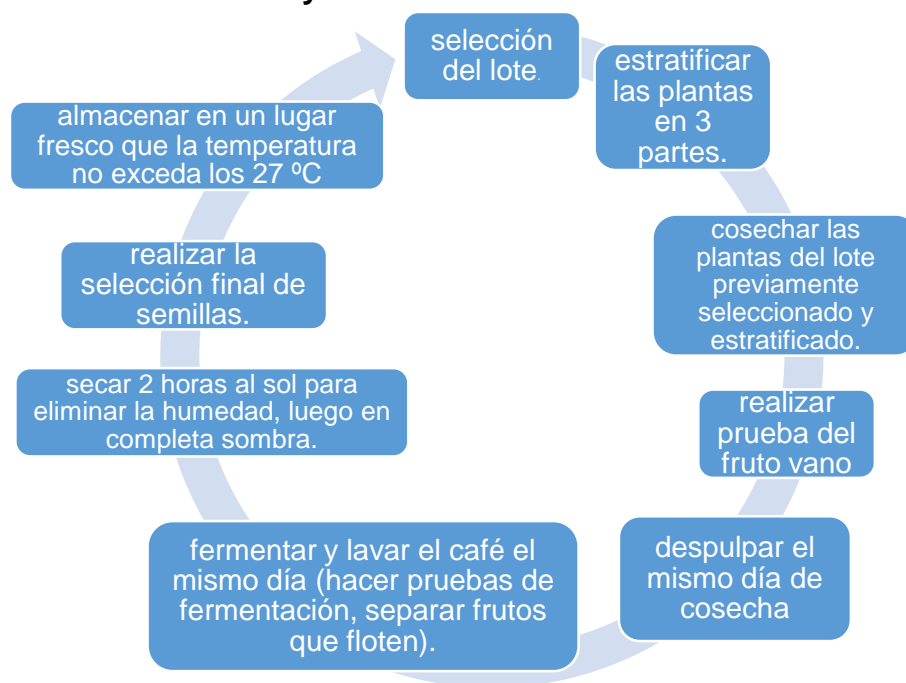 selección
del lote.
estratificar
las plantas
en 3
partes.
cosechar las
plantas del lote
previamente
seleccionado y
estratificado.
realizar
prueba del
fruto vano
despulpar el
mismo día de
cosecha
fermentar y lavar el café el
mismo día (hacer pruebas de
fermentación, separar frutos
que floten).
secar 2 horas al sol para
eliminar la humedad, luego en
completa sombra.
realizar la
selección final de
semillas.
almacenar en un lugar
fresco que la temperatura
no exceda los 27 ºC